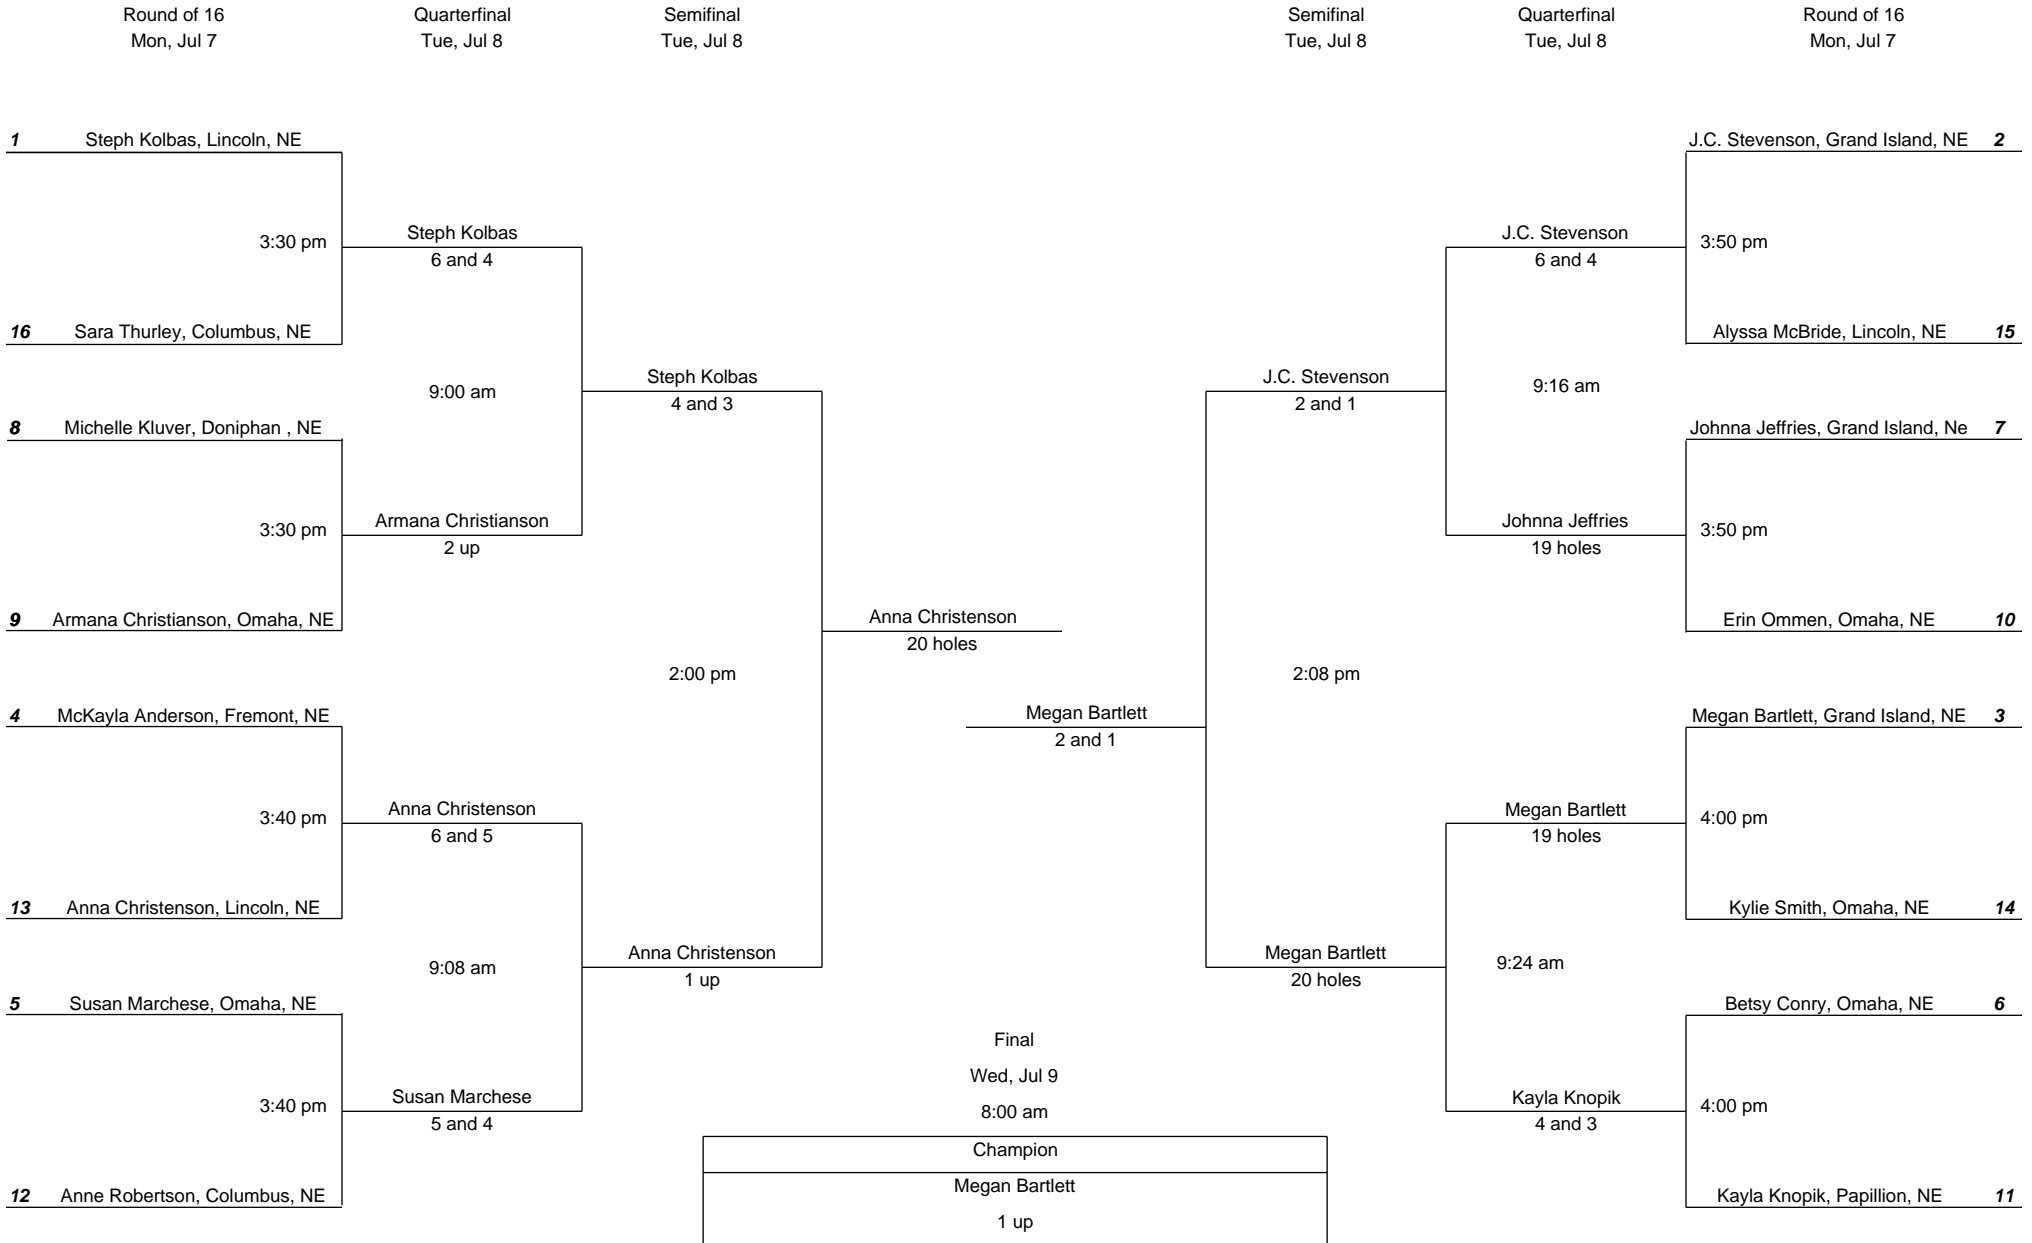 Round of 16
Mon, Jul 7
Quarterfinal
Tue, Jul 8
Semifinal
Tue, Jul 8
Semifinal
Tue, Jul 8
Quarterfinal
Tue, Jul 8
Round of 16
Mon, Jul 7
1 Steph Kolbas, Lincoln, NE
3:30 pm
16 Sara Thurley, Columbus, NE
8 Michelle Kluver, Doniphan , NE
3:30 pm
9 Armana Christianson, Omaha, NE
4 McKayla Anderson, Fremont, NE
3:40 pm
13 Anna Christenson, Lincoln, NE
5 Susan Marchese, Omaha, NE
3:40 pm
12 Anne Robertson, Columbus, NE
Steph Kolbas
6 and 4
9:00 am
Armana Christianson
2 up
Anna Christenson
6 and 5
9:08 am
Susan Marchese
5 and 4
Steph Kolbas
4 and 3
2:00 pm
Anna Christenson
1 up
Anna Christenson
20 holes
Megan Bartlett
2 and 1
J.C. Stevenson
2 and 1
2:08 pm
Megan Bartlett
20 holes
J.C. Stevenson
6 and 4
9:16 am
Johnna Jeffries
19 holes
Megan Bartlett
19 holes
9:24 am
Kayla Knopik
4 and 3
J.C. Stevenson, Grand Island, NE 2
3:50 pm
Alyssa McBride, Lincoln, NE 15
Johnna Jeffries, Grand Island, Ne 7
3:50 pm
Erin Ommen, Omaha, NE 10
Megan Bartlett, Grand Island, NE 3
4:00 pm
Kylie Smith, Omaha, NE 14
Betsy Conry, Omaha, NE 6
4:00 pm
Kayla Knopik, Papillion, NE 11
Final
Wed, Jul 9
8:00 am
Champion
Megan Bartlett
1 up